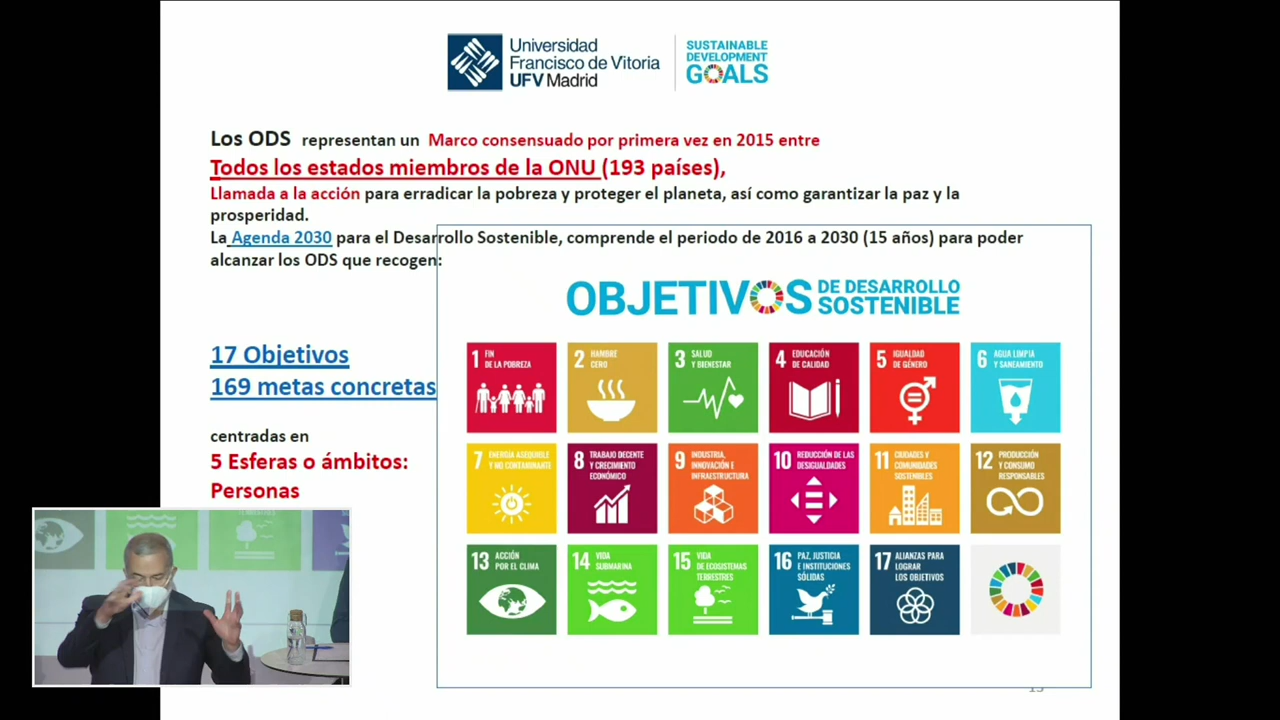 Universidad
Francisco de Vitoria
UFV Madrid
SUSTAINABLE
DEVELOPMENT
GOALS
Los ODS representan un Marco consensuado por primera vez en 2015 entre
Todos los estados miembros de la ONU (193 países),
Llamada a la acción para erradicar la pobreza y proteger el planeta, así como garantizar la paz y la
prosperidad.
La Agenda 2030 para el Desarrollo Sostenible, comprende el periodo de 2016 a 2030 (15 años) para poder
alcanzar los ODS que recogen:
OBJETIVOS DE DESARROLLO
SOSTENIBLE
17 Objetivos
169 metas concretas
centradas en
5 Esferas o ámbitos:
Personas
1 FIN
DE LA POBREZA
2 HAMBRE
CERO
3 SALUD
Y BIENESTAR
4 EDUCACIÓN
DE CALIDAD
5 IGUALDAD
DE GÉNERO
6 AGUA LIMPIA
Y SANEAMIENTO
7 ENERGÍA ASEQUIBLE
Y NO CONTAMINANTE
8 TRABAJO DECENTE
Y CRECIMIENTO
ECONÓMICO
9 INDUSTRIA,
INNOVACIÓN E
INFRAESTRUCTURA
10 REDUCCIÓN DE LAS
DESIGUALDADES
11 CIUDADES Y
COMUNIDADES
SOSTENIBLES
12 PRODUCCIÓN
Y CONSUMO
RESPONSABLES
13 ACCIÓN
POR EL CLIMA
14 VIDA
SUBMARINA
15 VIDA
DE ECOSISTEMAS
TERRESTRES
16 PAZ, JUSTICIA
E INSTITUCIONES
SÓLIDAS
17 ALIANZAS PARA
LOGRAR
LOS OBJETIVOS